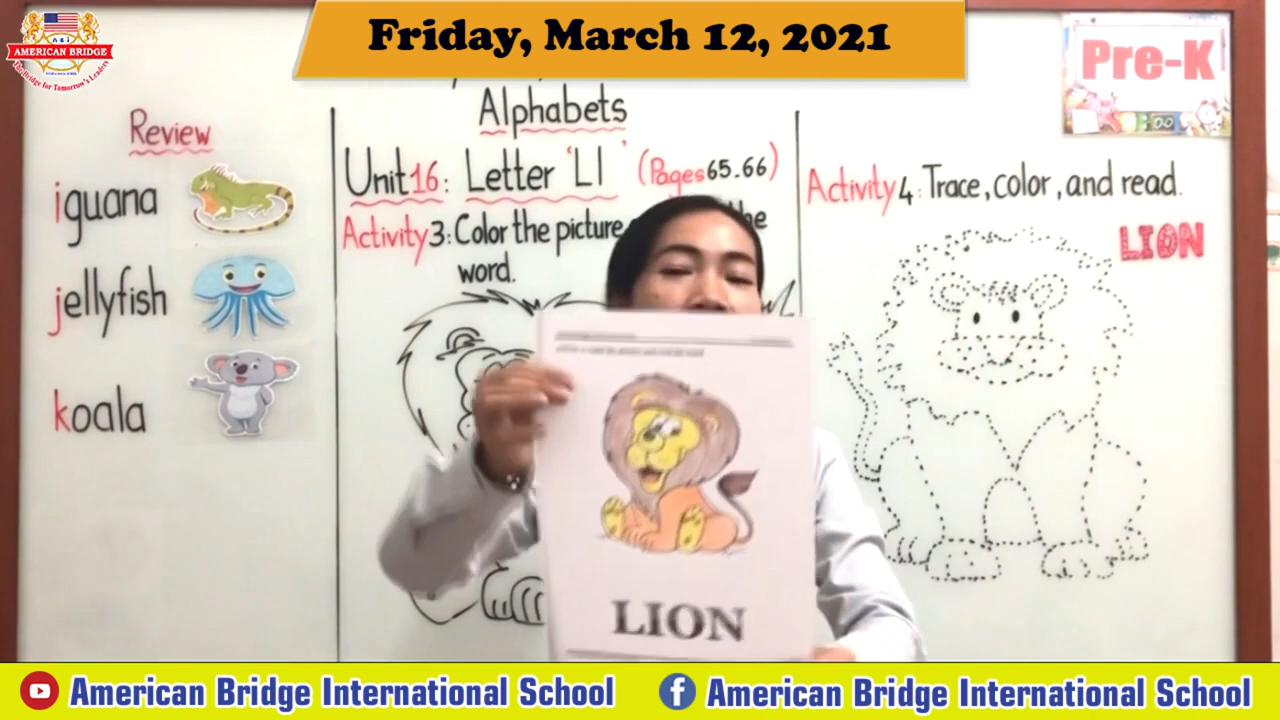 AMERICAN BRIDGE
The Bridge for Tomorrow's Leaders
Friday, March 12, 2021
Pre-K
Review
iguana
jellyfish
koala
Alphabets
Unit 16: Letter 'Ll' (Pages 65.66)
Activity 3: Color the picture the
word.
Activity 4: Trace, color, and read.
LION
LION
American Bridge International School
American Bridge International School